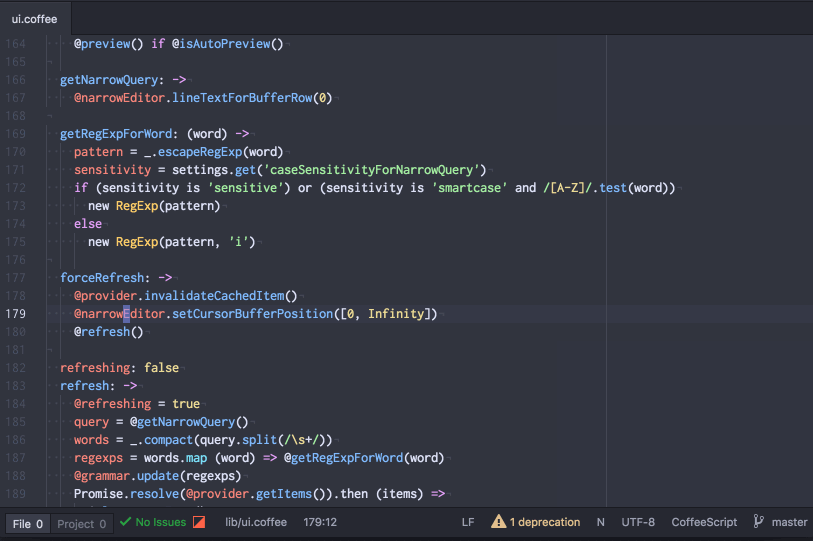 ui.coffee
164 @preview() if @isAutoPreview()
165
166 getNarrowQuery: ->
167 @narrowEditor.lineTextForBufferRow(0)
168
169 getRegExpForWord: (word) ->
170 pattern = _.escapeRegExp(word)
171 sensitivity = settings.get('caseSensitivityForNarrowQuery')
172 if (sensitivity is 'sensitive') or (sensitivity is 'smartcase' and /[A-Z]/.test(word))
173 new RegExp(pattern)
174 else
175 new RegExp(pattern, 'i')
176
177 forceRefresh: ->
178 @provider.invalidateCachedItem()
179 @narrowEditor.setCursorBufferPosition([0, Infinity])
180 @refresh()
181
182 refreshing: false
183 refresh: ->
184 @refreshing = true
185 query = @getNarrowQuery()
186 words = _.compact(query.split(/\s+/))
187 regexps = words.map (word) => @getRegExpForWord(word)
188 @grammar.update(regexps)
189 Promise.resolve(@provider.getItems()).then (items) =>
File 0 Project 0 No Issues lib/ui.coffee 179:12 LF 1 deprecation N UTF-8 CoffeeScript master